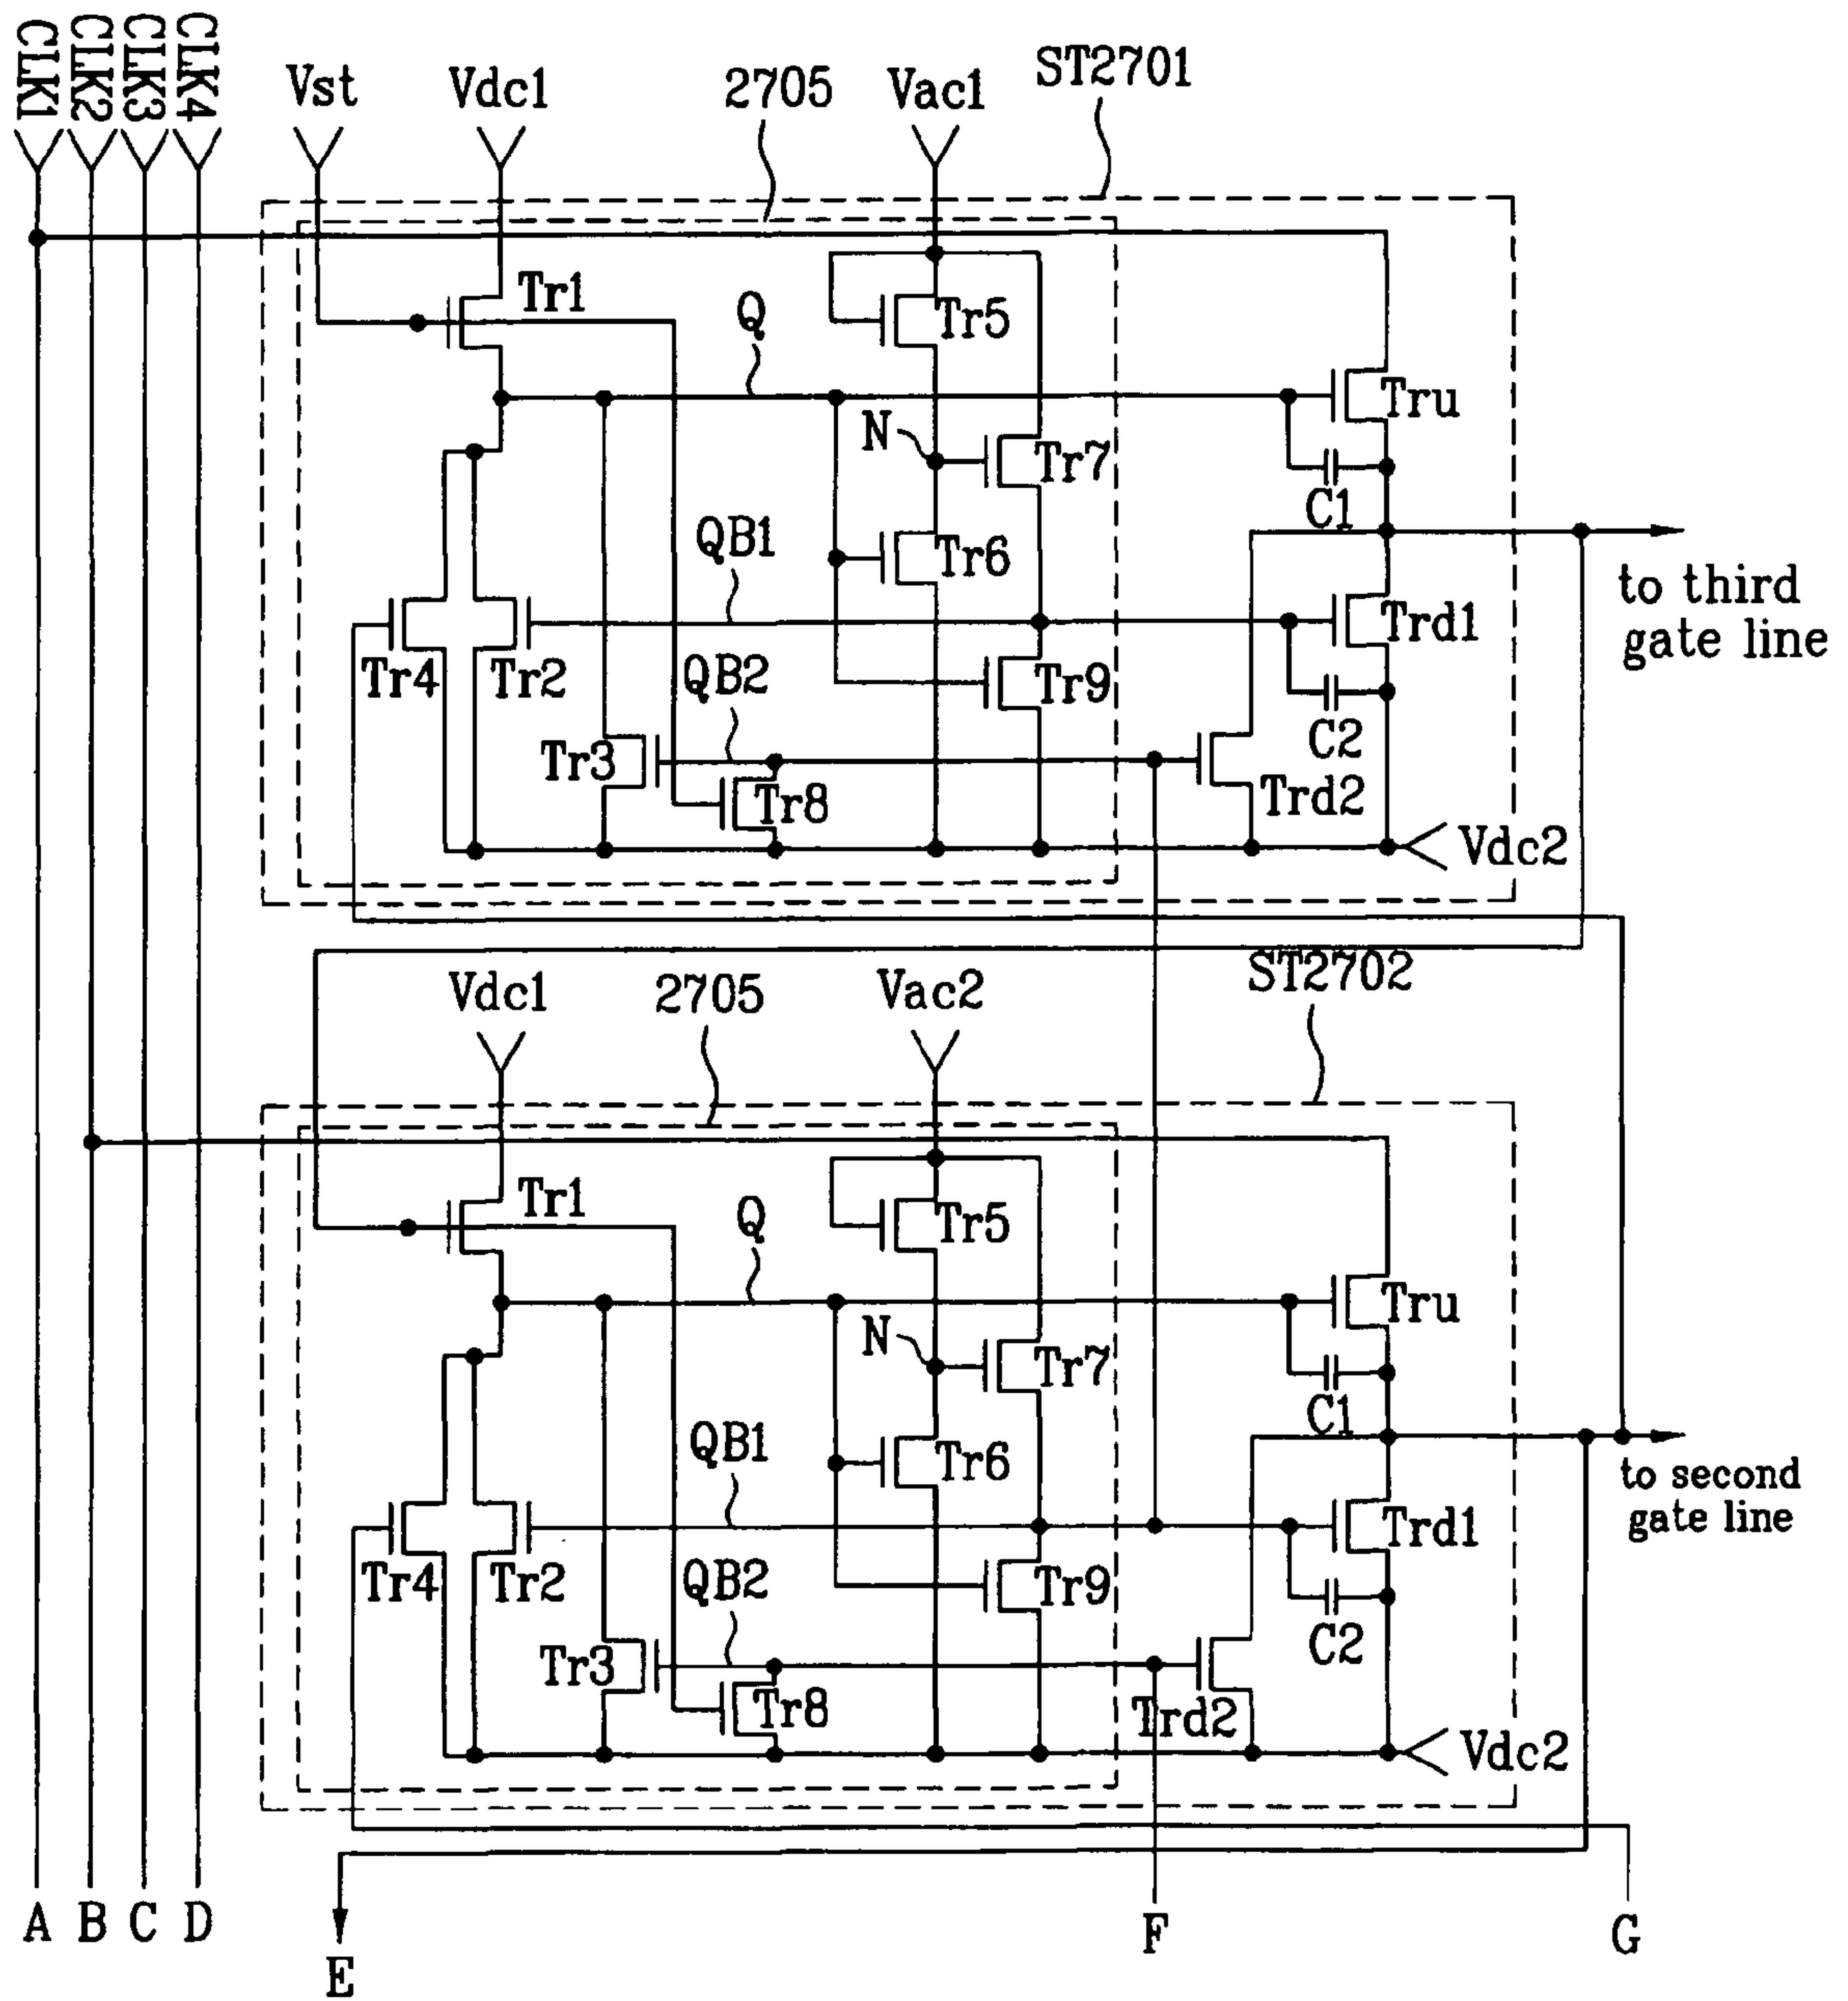 CLK1
CLK2
CLK3
CLK4
Vst
Vdc1
2705
Vac1
ST2701
Tr1
Q
Tr5
Tru
N
Tr7
C1
QB1
Tr6
to third
gate line
Trd1
Tr4
Tr2
QB2
Tr9
C2
Tr3
Tr8
Trd2
Vdc2
Vdc1
2705
Vac2
ST2702
Tr1
Q
Tr5
Tru
N
Tr7
C1
QB1
Tr6
to second
gate line
Trd1
Tr4
Tr2
QB2
Tr9
C2
Tr3
Tr8
Trd2
Vdc2
A
B
C
D
E
F
G